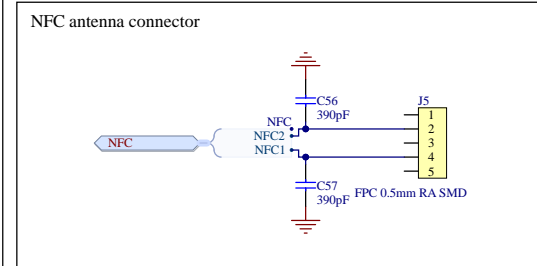 NFC antenna connector
C56
390pF
J5
NFC
NFC2
NFC1
NFC
1
2
3
4
5
C57
390pF
FPC 0.5mm RA SMD